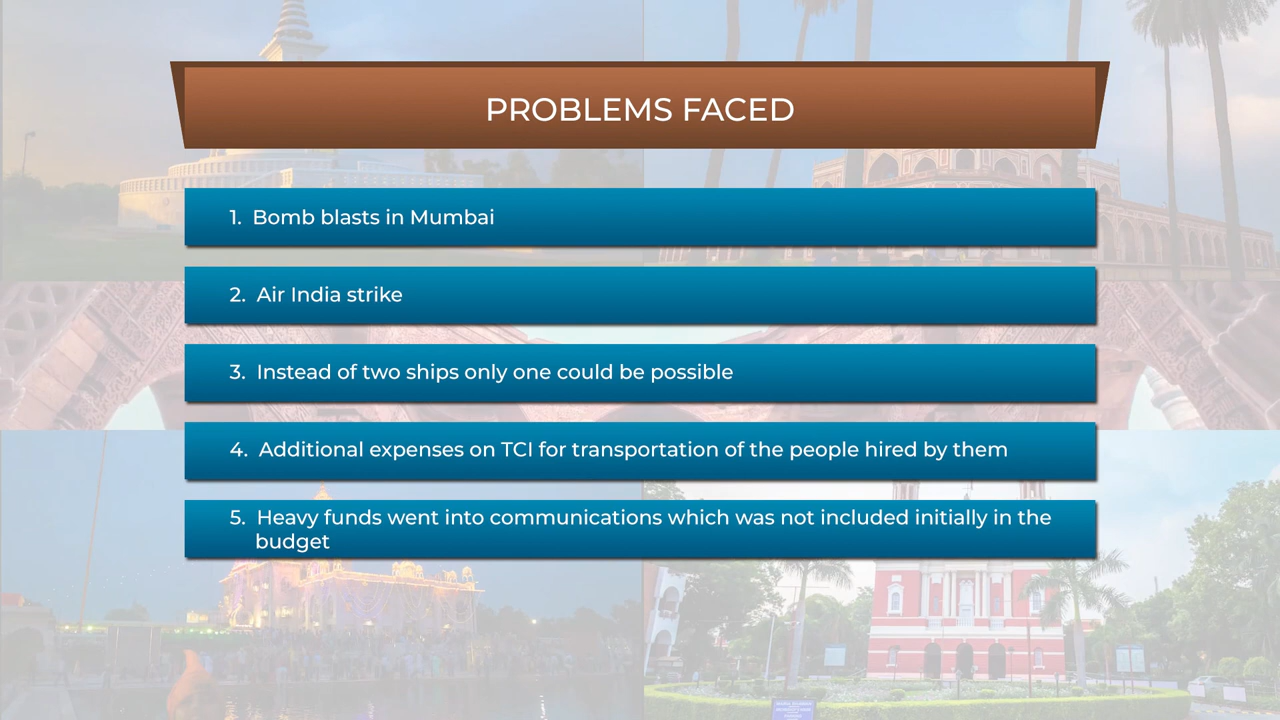 PROBLEMS FACED
1. Bomb blasts in Mumbai
2. Air India strike
3. Instead of two ships only one could be possible
4. Additional expenses on TCI for transportation of the people hired by them
5. Heavy funds went into communications which was not included initially in the
budget